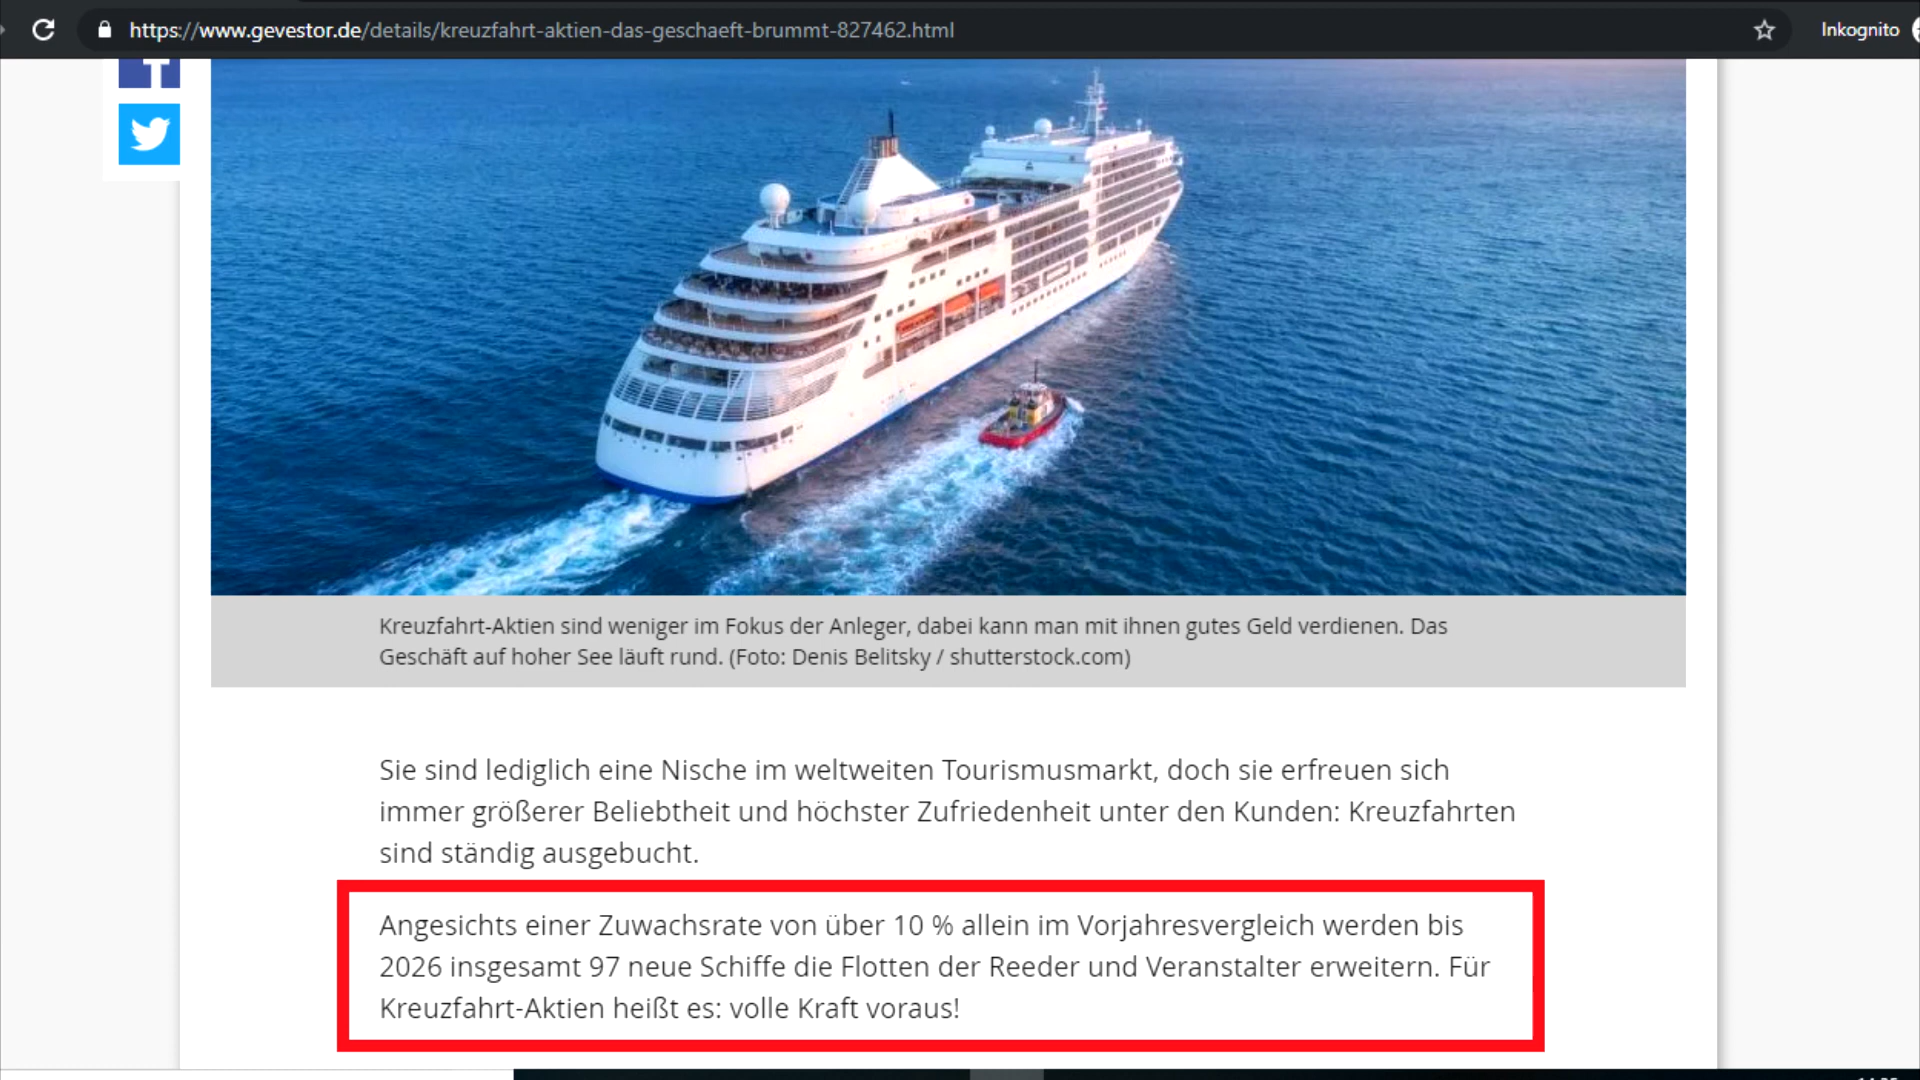 https://www.gevestor.de/details/kreuzfahrt-aktien-das-geschaeft-brummt-827462.html
Inkognito
Kreuzfahrt-Aktien sind weniger im Fokus der Anleger, dabei kann man mit ihnen gutes Geld verdienen. Das
Geschäft auf hoher See läuft rund. (Foto: Denis Belitsky / shutterstock.com)
Sie sind lediglich eine Nische im weltweiten Tourismusmarkt, doch sie erfreuen sich
immer größerer Beliebtheit und höchster Zufriedenheit unter den Kunden: Kreuzfahrten
sind ständig ausgebucht.
Angesichts einer Zuwachsrate von über 10 % allein im Vorjahresvergleich werden bis
2026 insgesamt 97 neue Schiffe die Flotten der Reeder und Veranstalter erweitern. Für
Kreuzfahrt-Aktien heißt es: volle Kraft voraus!